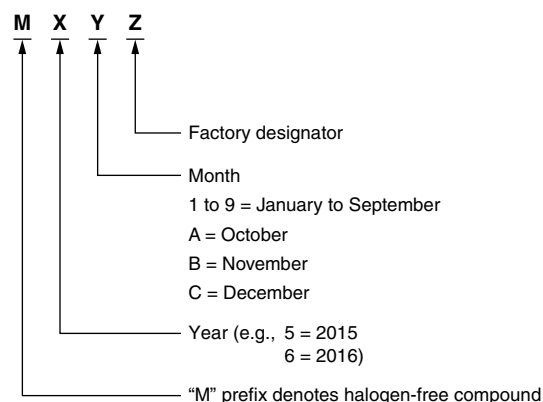 M X Y Z
Factory designator
Month
1 to 9 = January to September
A = October
B = November
C = December
Year (e.g., 5 = 2015
6 = 2016)
“M” prefix denotes halogen-free compound